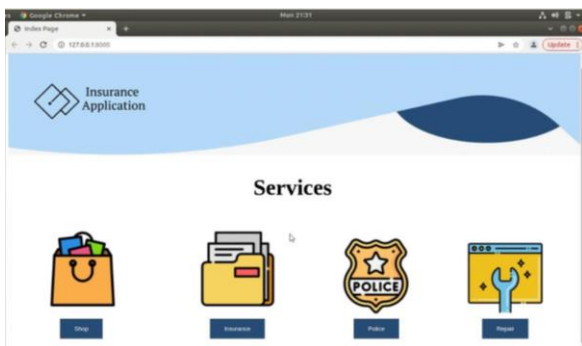 Google Chrome
Mon 21:31
Index Page
127.0.0.1:8000
Update
Insurance
Application
Services
POLICE
Shop
Insurance
Police
Repair